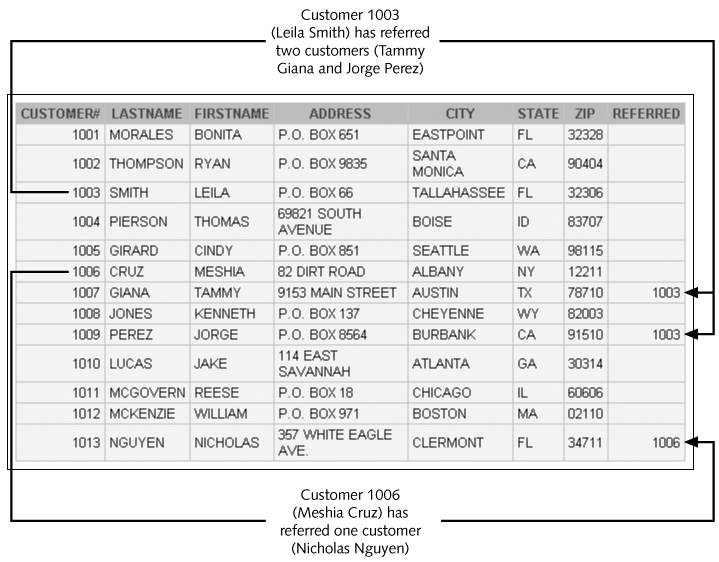 Customer 1003
(Leila Smith) has referred
two customers (Tammy
Giana and Jorge Perez)
CUSTOMER# LASTNAME FIRSTNAME ADDRESS CITY STATE ZIP REFERRED
1001 MORALES BONITA P.O. BOX 651 EASTPOINT FL 32328
1002 THOMPSON RYAN P.O. BOX 9835 SANTA MONICA CA 90404
1003 SMITH LEILA P.O. BOX 66 TALLAHASSEE FL 32306
1004 PIERSON THOMAS 69821 SOUTH AVENUE BOISE ID 83707
1005 GIRARD CINDY P.O. BOX 851 SEATTLE WA 98115
1006 CRUZ MESHIA 82 DIRT ROAD ALBANY NY 12211
1007 GIANA TAMMY 9153 MAIN STREET AUSTIN TX 78710 1003
1008 JONES KENNETH P.O. BOX 137 CHEYENNE WY 82003
1009 PEREZ JORGE P.O. BOX 8564 BURBANK CA 91510 1003
1010 LUCAS JAKE 114 EAST SAVANNAH ATLANTA GA 30314
1011 MCGOVERN REESE P.O. BOX 18 CHICAGO IL 60606
1012 MCKENZIE WILLIAM P.O. BOX 971 BOSTON MA 02110
1013 NGUYEN NICHOLAS 357 WHITE EAGLE AVE. CLERMONT FL 34711 1006
Customer 1006
(Meshia Cruz) has
referred one customer
(Nicholas Nguyen)